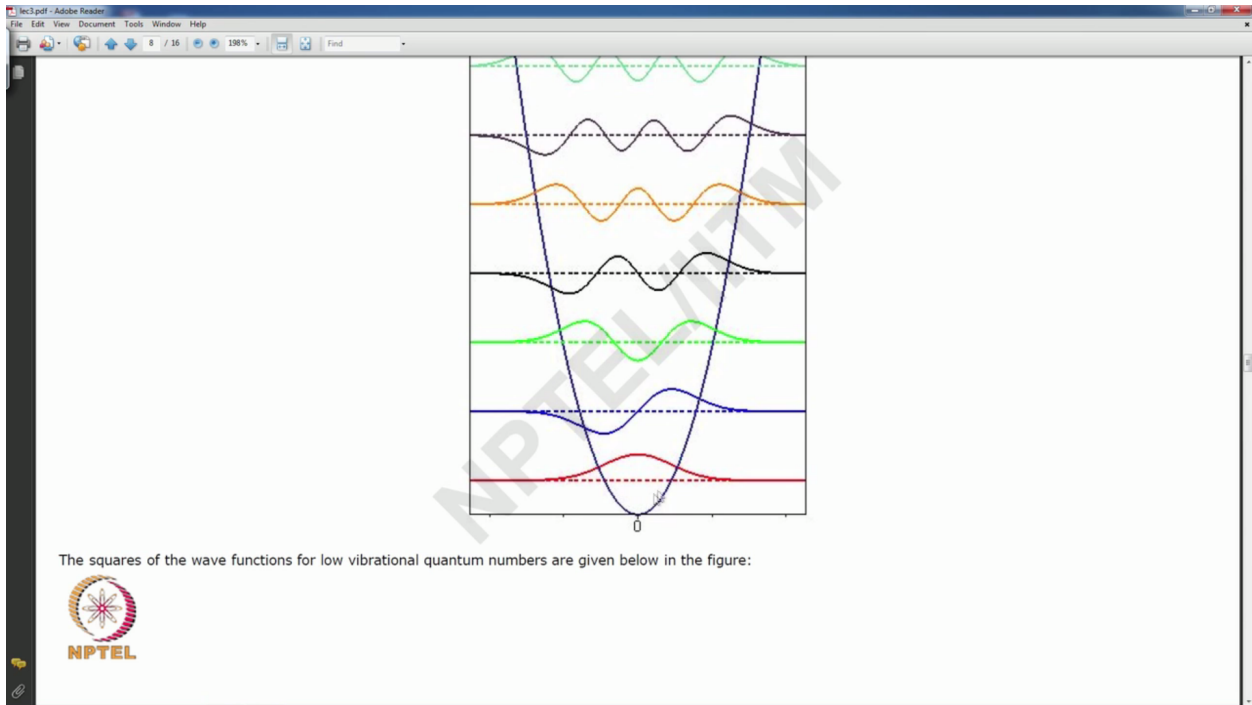 lec3.pdf - Adobe Reader
File Edit View Document Tools Window Help
8 / 16 198% Find
NPTEL/IITM
0
The squares of the wave functions for low vibrational quantum numbers are given below in the figure:
NPTEL